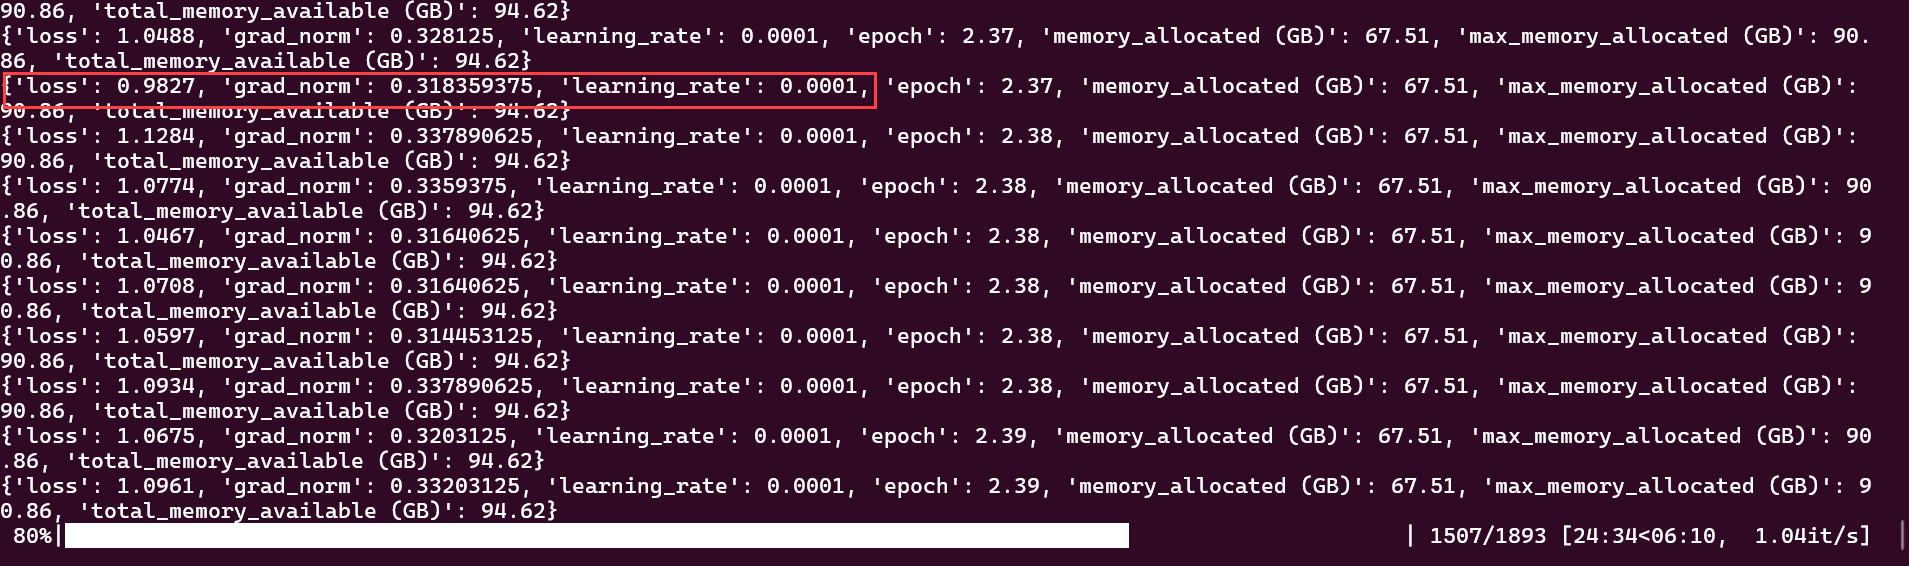 90.86, 'total_memory_available (GB)': 94.62}
{'loss': 1.0488, 'grad_norm': 0.328125, 'learning_rate': 0.0001, 'epoch': 2.37, 'memory_allocated (GB)': 67.51, 'max_memory_allocated (GB)': 90.
86, 'total_memory_available (GB)': 94.62}
{'loss': 0.9827, 'grad_norm': 0.318359375, 'learning_rate': 0.0001, 'epoch': 2.37, 'memory_allocated (GB)': 67.51, 'max_memory_allocated (GB)':
90.86, 'total_memory_available (GB)': 94.62}
{'loss': 1.1284, 'grad_norm': 0.337890625, 'learning_rate': 0.0001, 'epoch': 2.38, 'memory_allocated (GB)': 67.51, 'max_memory_allocated (GB)':
90.86, 'total_memory_available (GB)': 94.62}
{'loss': 1.0774, 'grad_norm': 0.3359375, 'learning_rate': 0.0001, 'epoch': 2.38, 'memory_allocated (GB)': 67.51, 'max_memory_allocated (GB)': 90
.86, 'total_memory_available (GB)': 94.62}
{'loss': 1.0467, 'grad_norm': 0.31640625, 'learning_rate': 0.0001, 'epoch': 2.38, 'memory_allocated (GB)': 67.51, 'max_memory_allocated (GB)': 9
0.86, 'total_memory_available (GB)': 94.62}
{'loss': 1.0708, 'grad_norm': 0.31640625, 'learning_rate': 0.0001, 'epoch': 2.38, 'memory_allocated (GB)': 67.51, 'max_memory_allocated (GB)': 9
0.86, 'total_memory_available (GB)': 94.62}
{'loss': 1.0597, 'grad_norm': 0.314453125, 'learning_rate': 0.0001, 'epoch': 2.38, 'memory_allocated (GB)': 67.51, 'max_memory_allocated (GB)':
90.86, 'total_memory_available (GB)': 94.62}
{'loss': 1.0934, 'grad_norm': 0.337890625, 'learning_rate': 0.0001, 'epoch': 2.38, 'memory_allocated (GB)': 67.51, 'max_memory_allocated (GB)':
90.86, 'total_memory_available (GB)': 94.62}
{'loss': 1.0675, 'grad_norm': 0.3203125, 'learning_rate': 0.0001, 'epoch': 2.39, 'memory_allocated (GB)': 67.51, 'max_memory_allocated (GB)': 90
.86, 'total_memory_available (GB)': 94.62}
{'loss': 1.0961, 'grad_norm': 0.33203125, 'learning_rate': 0.0001, 'epoch': 2.39, 'memory_allocated (GB)': 67.51, 'max_memory_allocated (GB)': 9
0.86, 'total_memory_available (GB)': 94.62}
80%| | 1507/1893 [24:34<06:10, 1.04it/s]